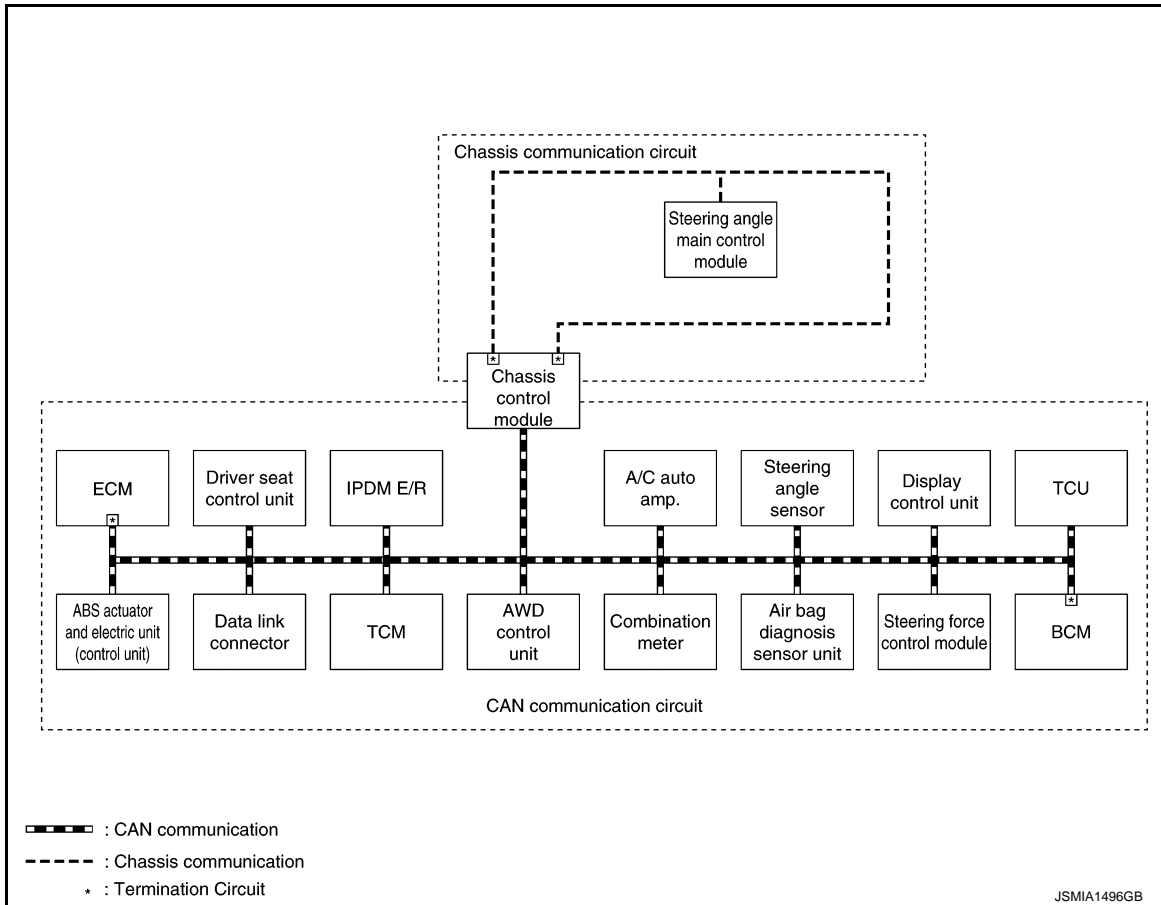 Chassis communication circuit
Steering angle
main control
module
*
*
Chassis
control
module
ECM
*
Driver seat
control unit
IPDM E/R
A/C auto
amp.
Steering
angle
sensor
Display
control unit
TCU
ABS actuator
and electric unit
(control unit)
Data link
connector
TCM
AWD
control
unit
Combination
meter
Air bag
diagnosis
sensor unit
Steering force
control module
*
BCM
CAN communication circuit
: CAN communication
: Chassis communication
* : Termination Circuit
JSMIA1496GB